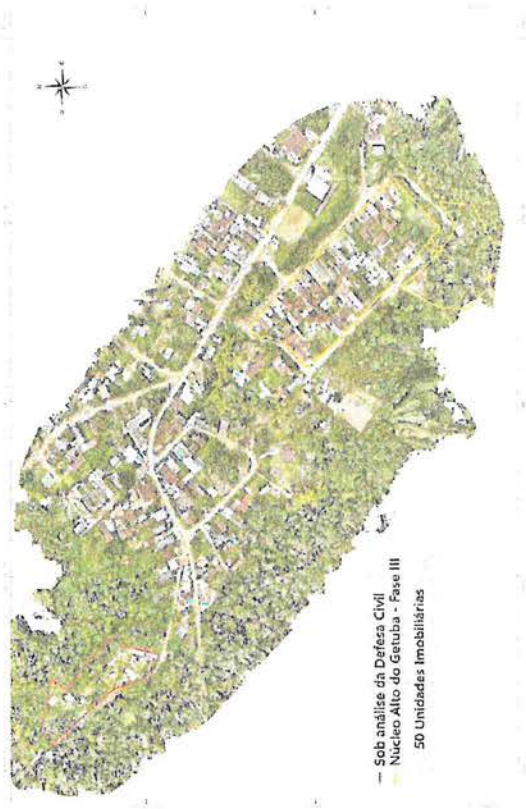 — Sob análise da Defesa Civil
Núcleo Alto do Getuba - Fase III
50 Unidades Imobiliárias